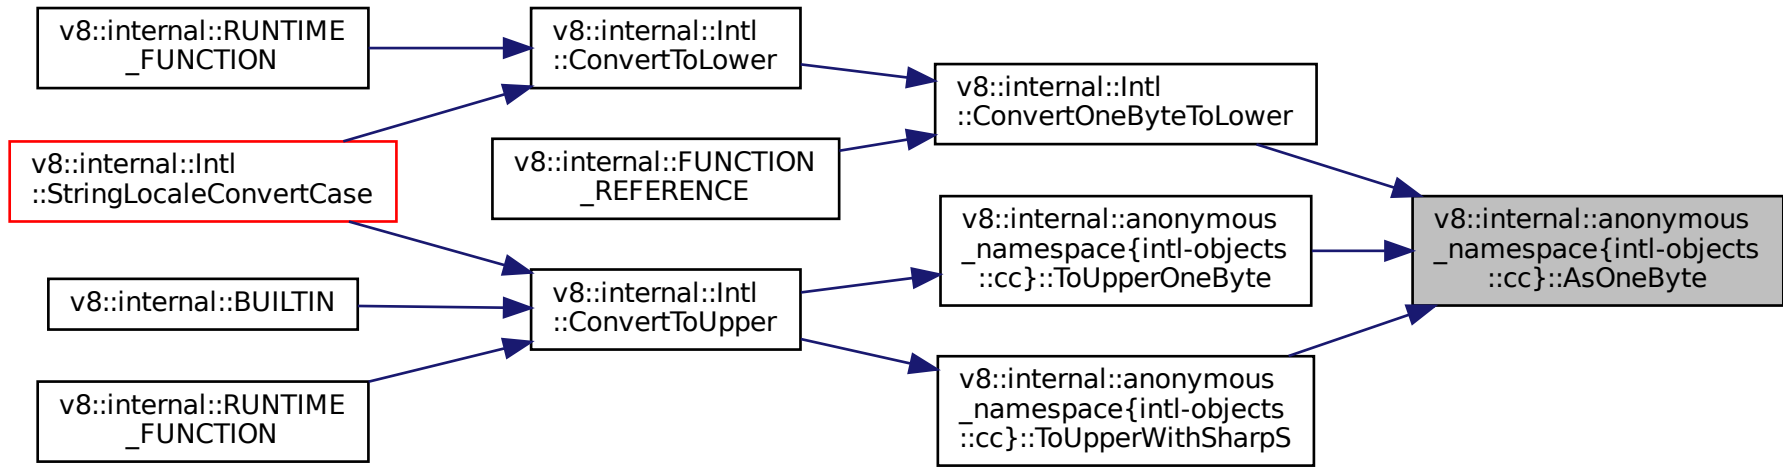 v8::internal::RUNTIME
_FUNCTION
v8::internal::Intl
::StringLocaleConvertCase
v8::internal::BUILTIN
v8::internal::RUNTIME
_FUNCTION
v8::internal::Intl
::ConvertToLower
v8::internal::FUNCTION
_REFERENCE
v8::internal::Intl
::ConvertToUpper
v8::internal::Intl
::ConvertOneByteToLower
v8::internal::anonymous
_namespace{intl-objects
::cc}::ToUpperOneByte
v8::internal::anonymous
_namespace{intl-objects
::cc}::ToUpperWithSharpS
v8::internal::anonymous
_namespace{intl-objects
::cc}::AsOneByte